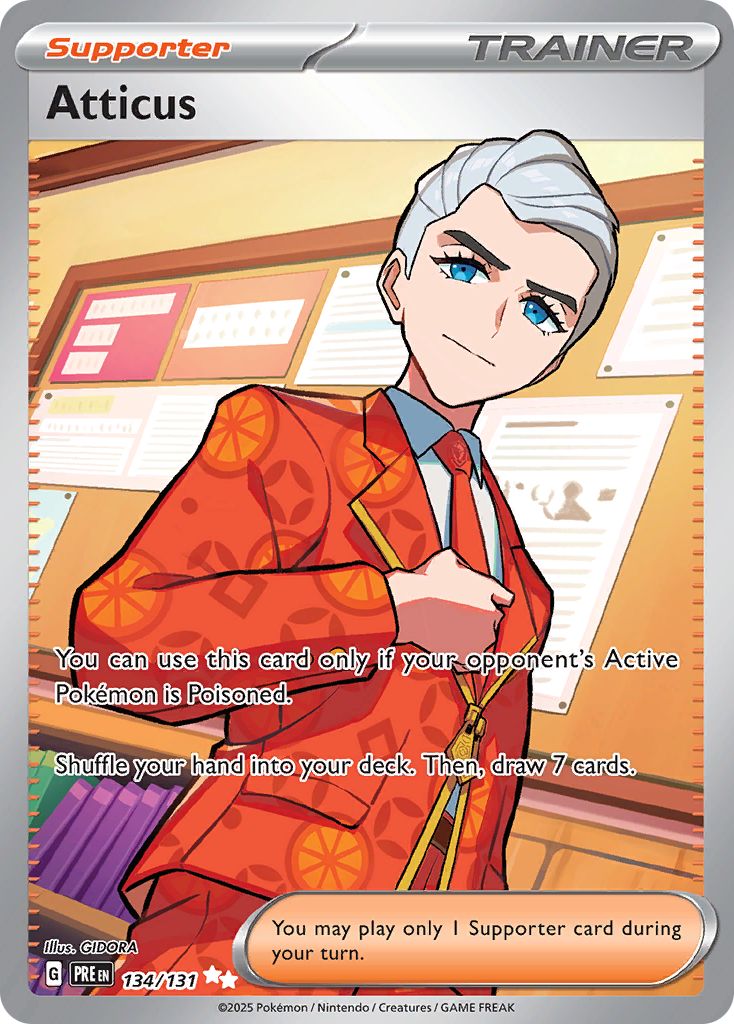 Supporter
TRAINER
Atticus
You can use this card only if your opponent's Active
Pokémon is Poisoned.
Shuffle your hand into your deck. Then, draw 7 cards.
Illus. GIDORA
You may play only 1 Supporter card during
your turn.
G PRE EN 134/131
©2025 Pokémon / Nintendo / Creatures / GAME FREAK